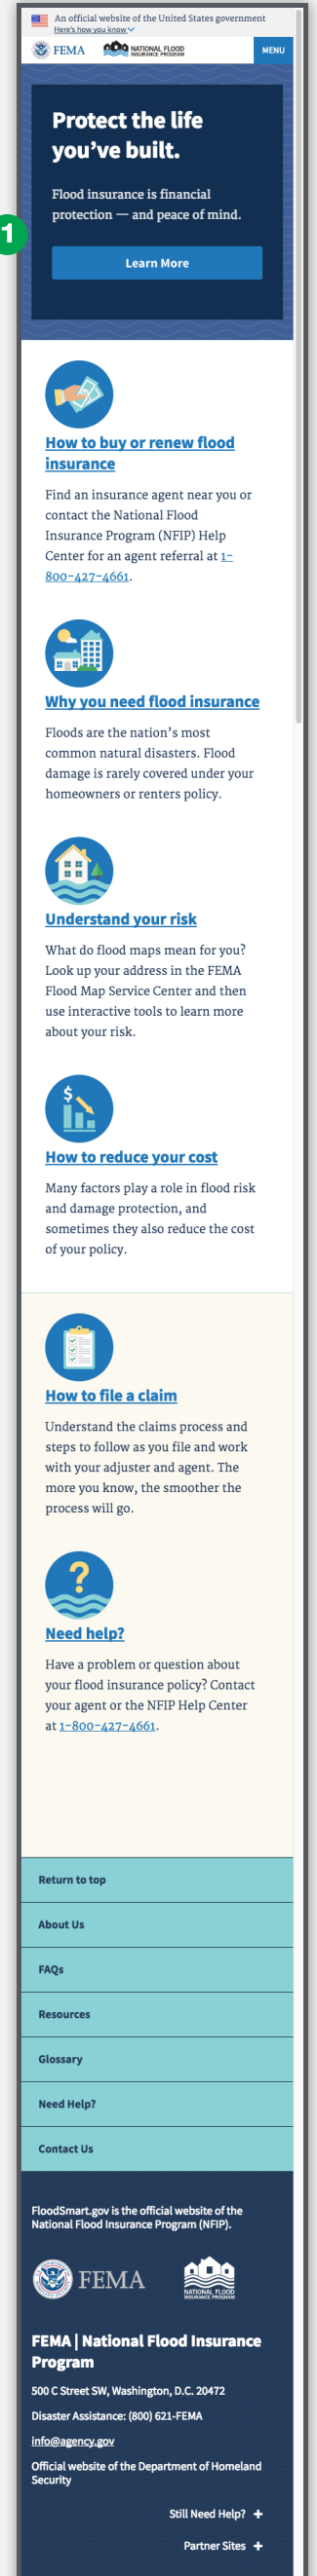 An official website of the United States government
Here's how you know
FEMA
NATIONAL FLOOD
INSURANCE PROGRAM
MENU
Protect the life
you've built.
Flood insurance is financial
protection — and peace of mind.
1
Learn More
How to buy or renew flood
insurance
Find an insurance agent near you or
contact the National Flood
Insurance Program (NFIP) Help
Center for an agent referral at 1-
800-427-4661.
Why you need flood insurance
Floods are the nation's most
common natural disasters. Flood
damage is rarely covered under your
homeowners or renters policy.
Understand your risk
What do flood maps mean for you?
Look up your address in the FEMA
Flood Map Service Center and then
use interactive tools to learn more
about your risk.
$
How to reduce your cost
Many factors play a role in flood risk
and damage protection, and
sometimes they also reduce the cost
of your policy.
How to file a claim
Understand the claims process and
steps to follow as you file and work
with your adjuster and agent. The
more you know, the smoother the
process will go.
?
Need help?
Have a problem or question about
your flood insurance policy? Contact
your agent or the NFIP Help Center
at 1-800-427-4661.
Return to top
About Us
FAQs
Resources
Glossary
Need Help?
Contact Us
FloodSmart.gov is the official website of the
National Flood Insurance Program (NFIP).
FEMA
NATIONAL FLOOD
INSURANCE PROGRAM
FEMA | National Flood Insurance
Program
500 C Street SW, Washington, D.C. 20472
Disaster Assistance: (800) 621-FEMA
info@agency.gov
Official website of the Department of Homeland
Security
Still Need Help? +
Partner Sites +